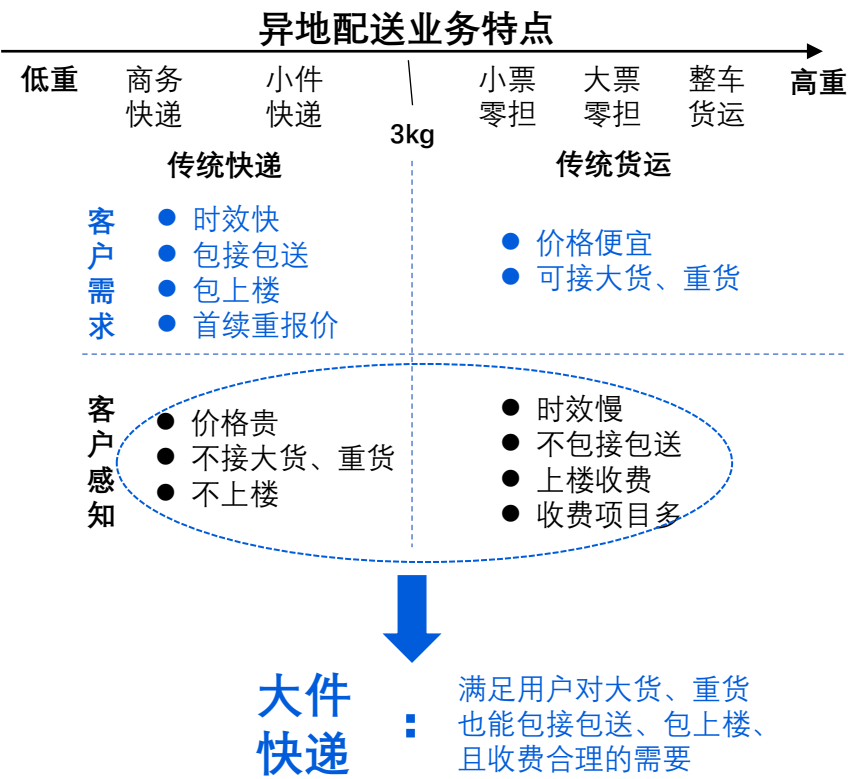 异地配送业务特点
低重
商务
快递
小件
快递
3kg
小票
零担
大票
零担
整车
货运
高重
传统快递
传统货运
客户需求
时效快
包接包送
包上楼
首续重报价
价格便宜
可接大货、重货
客户感知
价格贵
不接大货、重货
不上楼
时效慢
不包接包送
上楼收费
收费项目多
大件
快递
:
满足用户对大货、重货
也能包接包送、包上楼、
且收费合理的需要